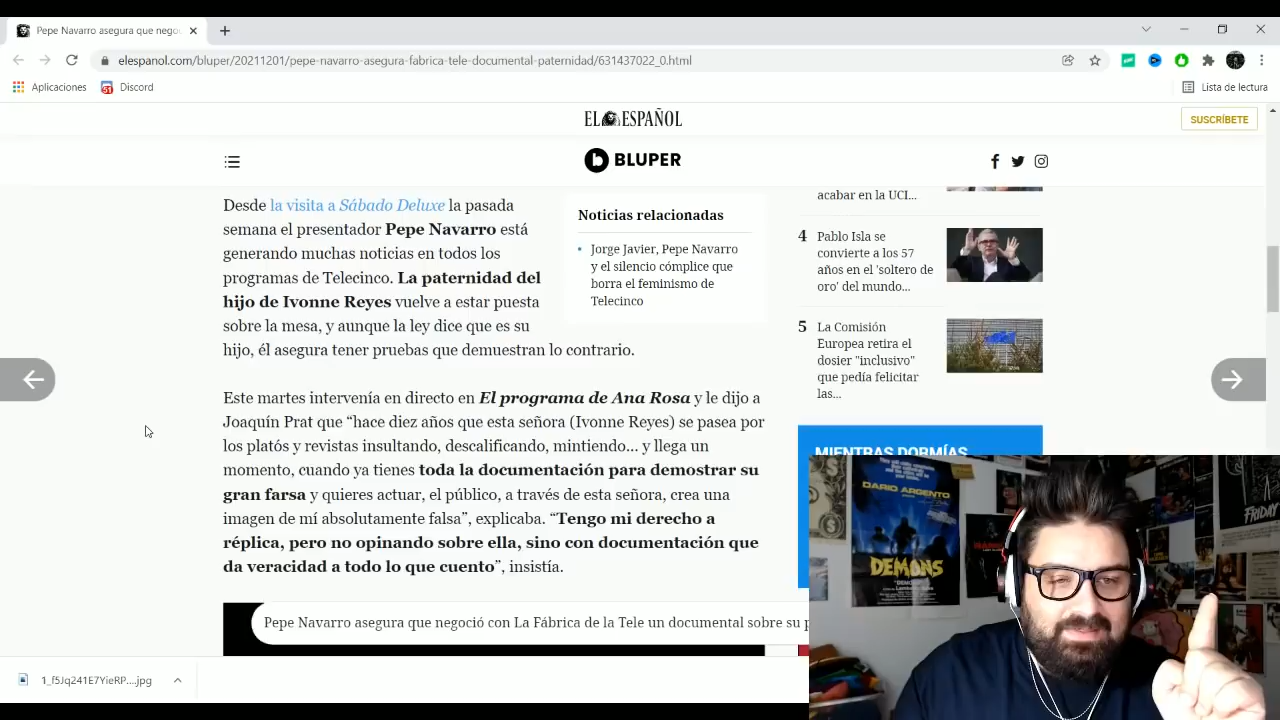 Pepe Navarro asegura que nego
elespanol.com/bluper/20211201/pepe-navarro-asegura-fabrica-tele-documental-paternidad/631437022_0.html
Aplicaciones
Discord
Lista de lectura
EL ESPAÑOL
SUSCRÍBETE
BLUPER
Desde la visita a Sábado Deluxe la pasada
semana el presentador Pepe Navarro está
generando muchas noticias en todos los
programas de Telecinco. La paternidad del
hijo de Ivonne Reyes vuelve a estar puesta
sobre la mesa, y aunque la ley dice que es su
hijo, él asegura tener pruebas que demuestran lo contrario.
Noticias relacionadas
• Jorge Javier, Pepe Navarro
y el silencio cómplice que
borra el feminismo de
Telecinco
acabar en la UCI...
4 Pablo Isla se
convierte a los 57
años en el 'soltero de
oro' del mundo...
5 La Comisión
Europea retira el
dosier "inclusivo"
que pedía felicitar
las...
Este martes intervenía en directo en El programa de Ana Rosa y le dijo a
Joaquín Prat que “hace diez años que esta señora (Ivonne Reyes) se pasea por
los platós y revistas insultando, descalificando, mintiendo... y llega un
momento, cuando ya tienes toda la documentación para demostrar su
gran farsa y quieres actuar, el público, a través de esta señora, crea una
imagen de mí absolutamente falsa”, explicaba. “Tengo mi derecho a
réplica, pero no opinando sobre ella, sino con documentación que
da veracidad a todo lo que cuento”, insistía.
MIENTRAS DORMÍAS
Pepe Navarro asegura que negoció con La Fábrica de la Tele un documental sobre su p
1_f5Jq241E7YieRP....jpg
DARIO ARGENTO
DEMONS
FRIDAY